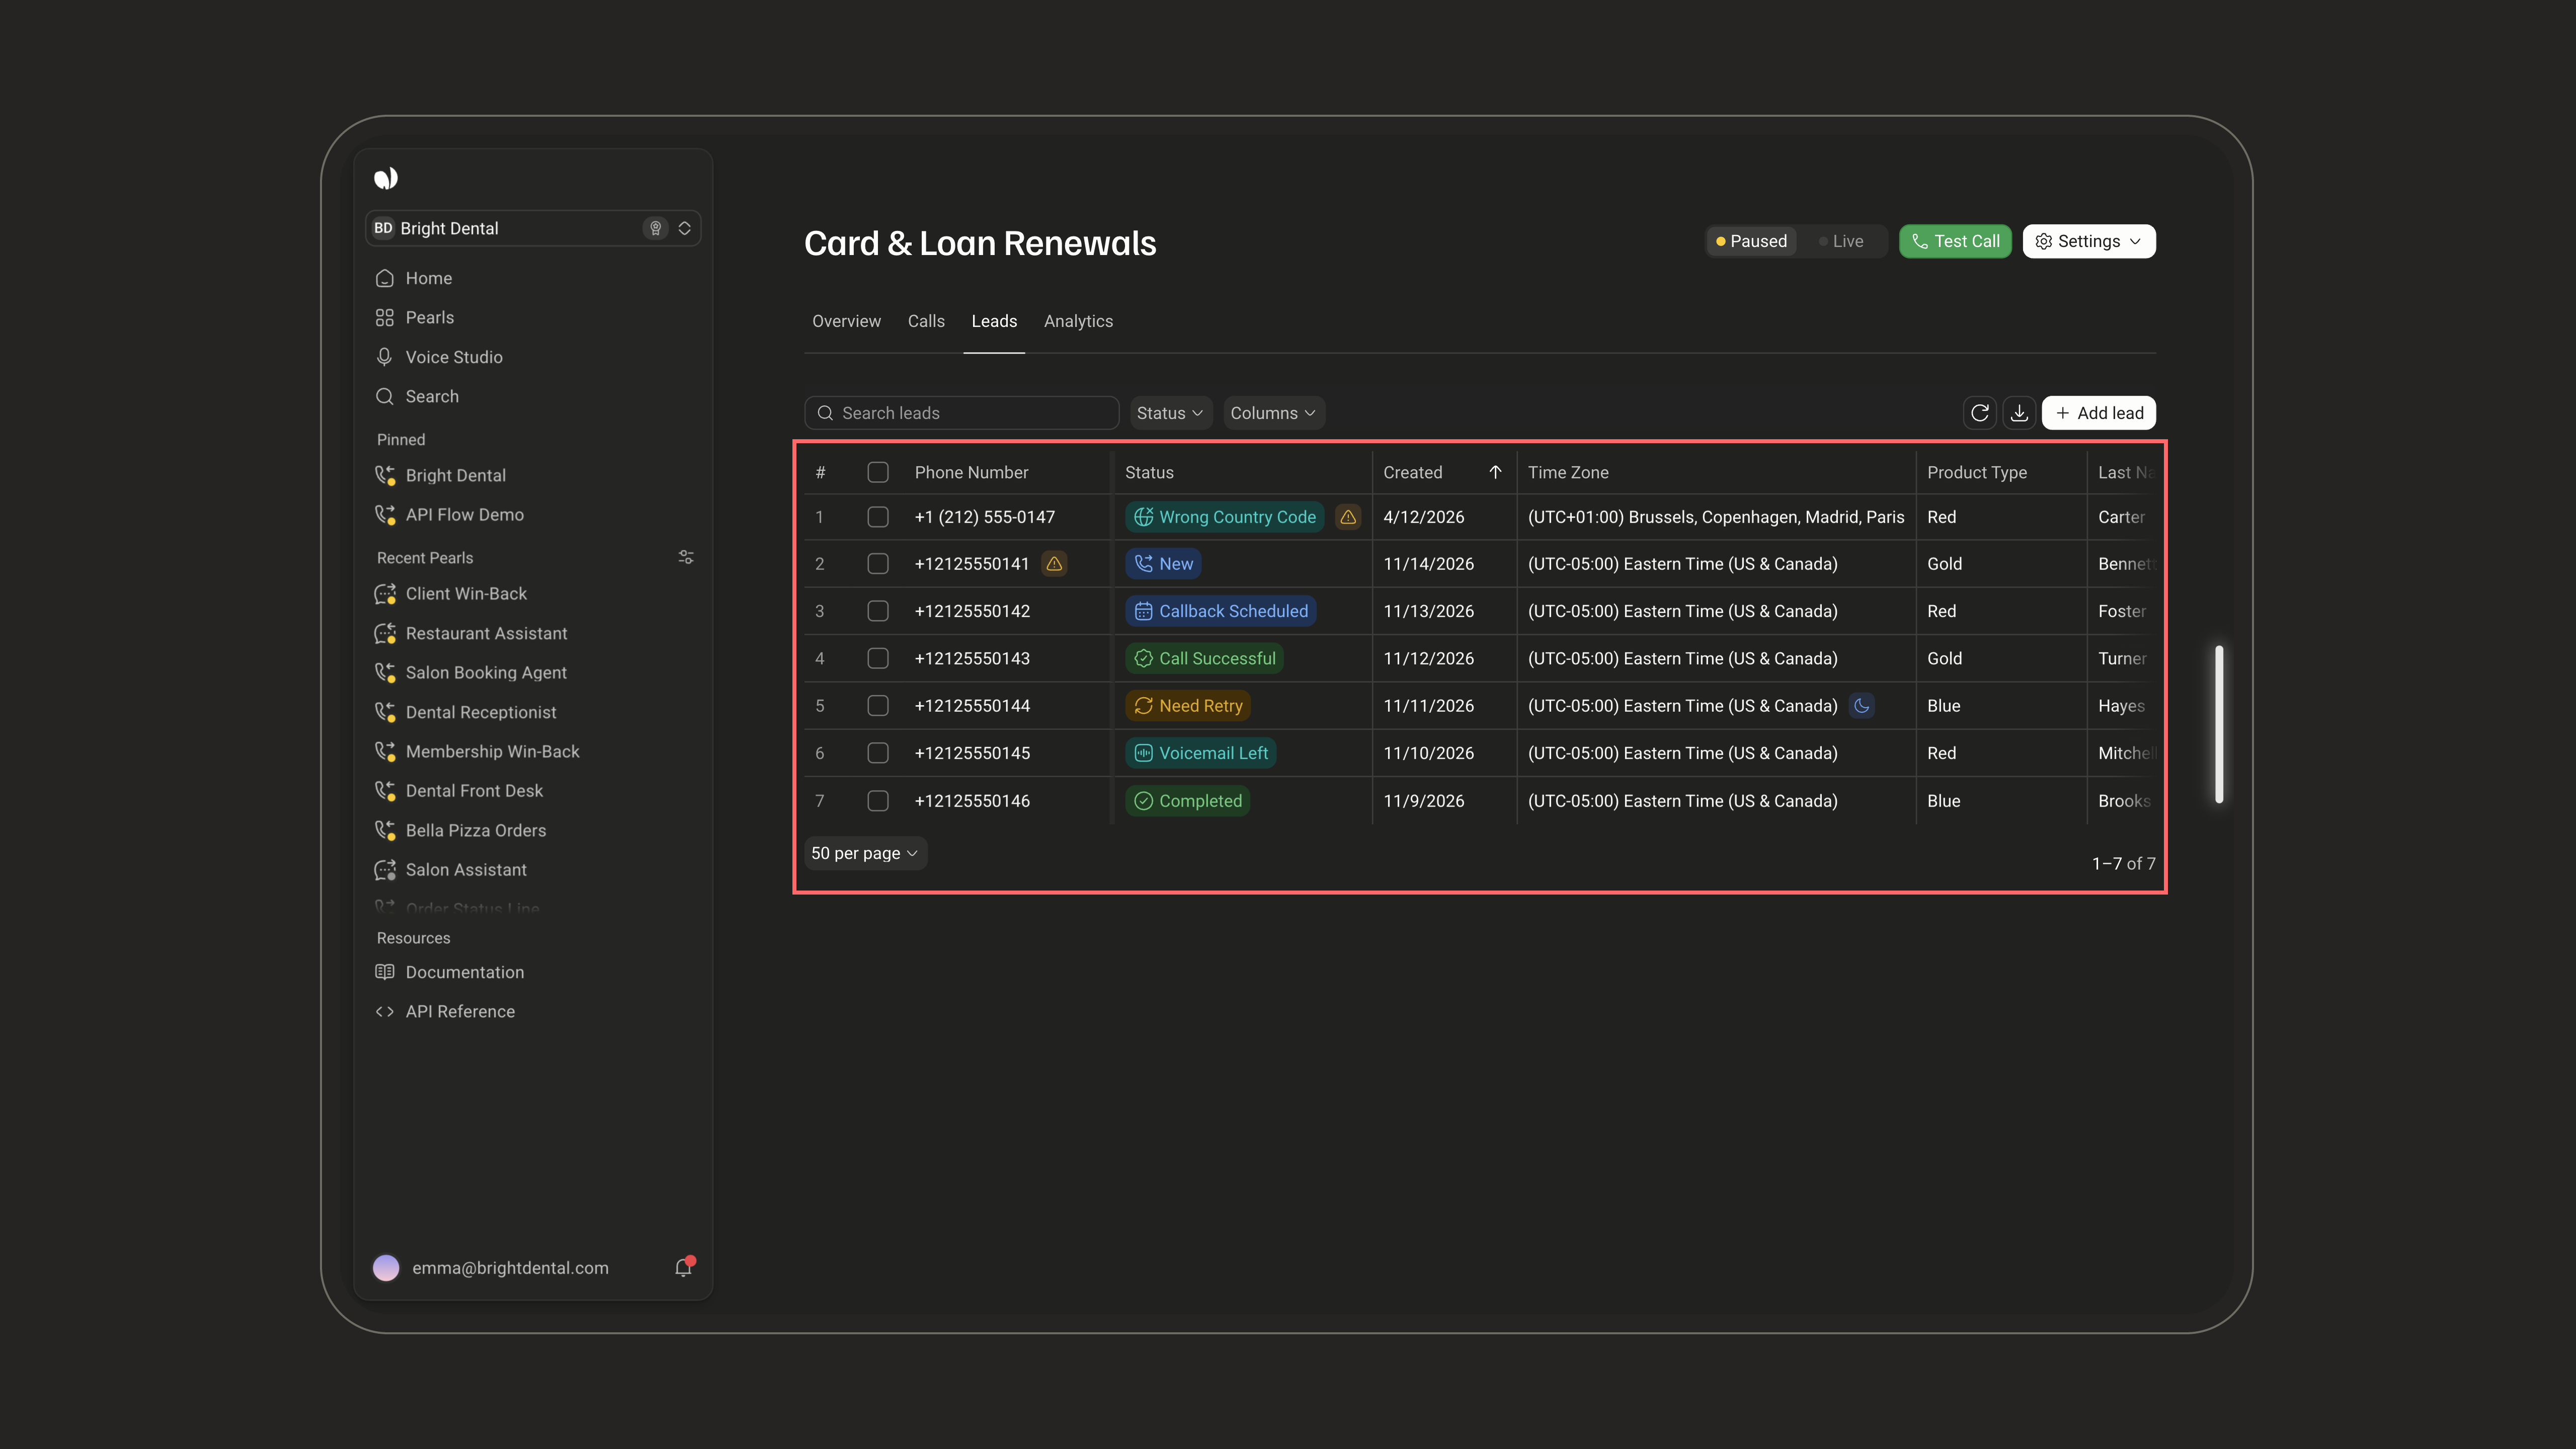 BD Bright Dental
Home
Pearls
Voice Studio
Search
Pinned
Bright Dental
API Flow Demo
Recent Pearls
Client Win-Back
Restaurant Assistant
Salon Booking Agent
Dental Receptionist
Membership Win-Back
Dental Front Desk
Bella Pizza Orders
Salon Assistant
Order Status Line
Resources
Documentation
API Reference
emma@brightdental.com
Card & Loan Renewals
Paused Live Test Call Settings
Overview Calls Leads Analytics
Search leads Status Columns + Add lead
# Phone Number Status Created Time Zone Product Type Last Na
1 +1 (212) 555-0147 Wrong Country Code 4/12/2026 (UTC+01:00) Brussels, Copenhagen, Madrid, Paris Red Carter
2 +12125550141 New 11/14/2026 (UTC-05:00) Eastern Time (US & Canada) Gold Bennett
3 +12125550142 Callback Scheduled 11/13/2026 (UTC-05:00) Eastern Time (US & Canada) Red Foster
4 +12125550143 Call Successful 11/12/2026 (UTC-05:00) Eastern Time (US & Canada) Gold Turner
5 +12125550144 Need Retry 11/11/2026 (UTC-05:00) Eastern Time (US & Canada) Blue Hayes
6 +12125550145 Voicemail Left 11/10/2026 (UTC-05:00) Eastern Time (US & Canada) Red Mitchell
7 +12125550146 Completed 11/9/2026 (UTC-05:00) Eastern Time (US & Canada) Blue Brooks
50 per page
1–7 of 7